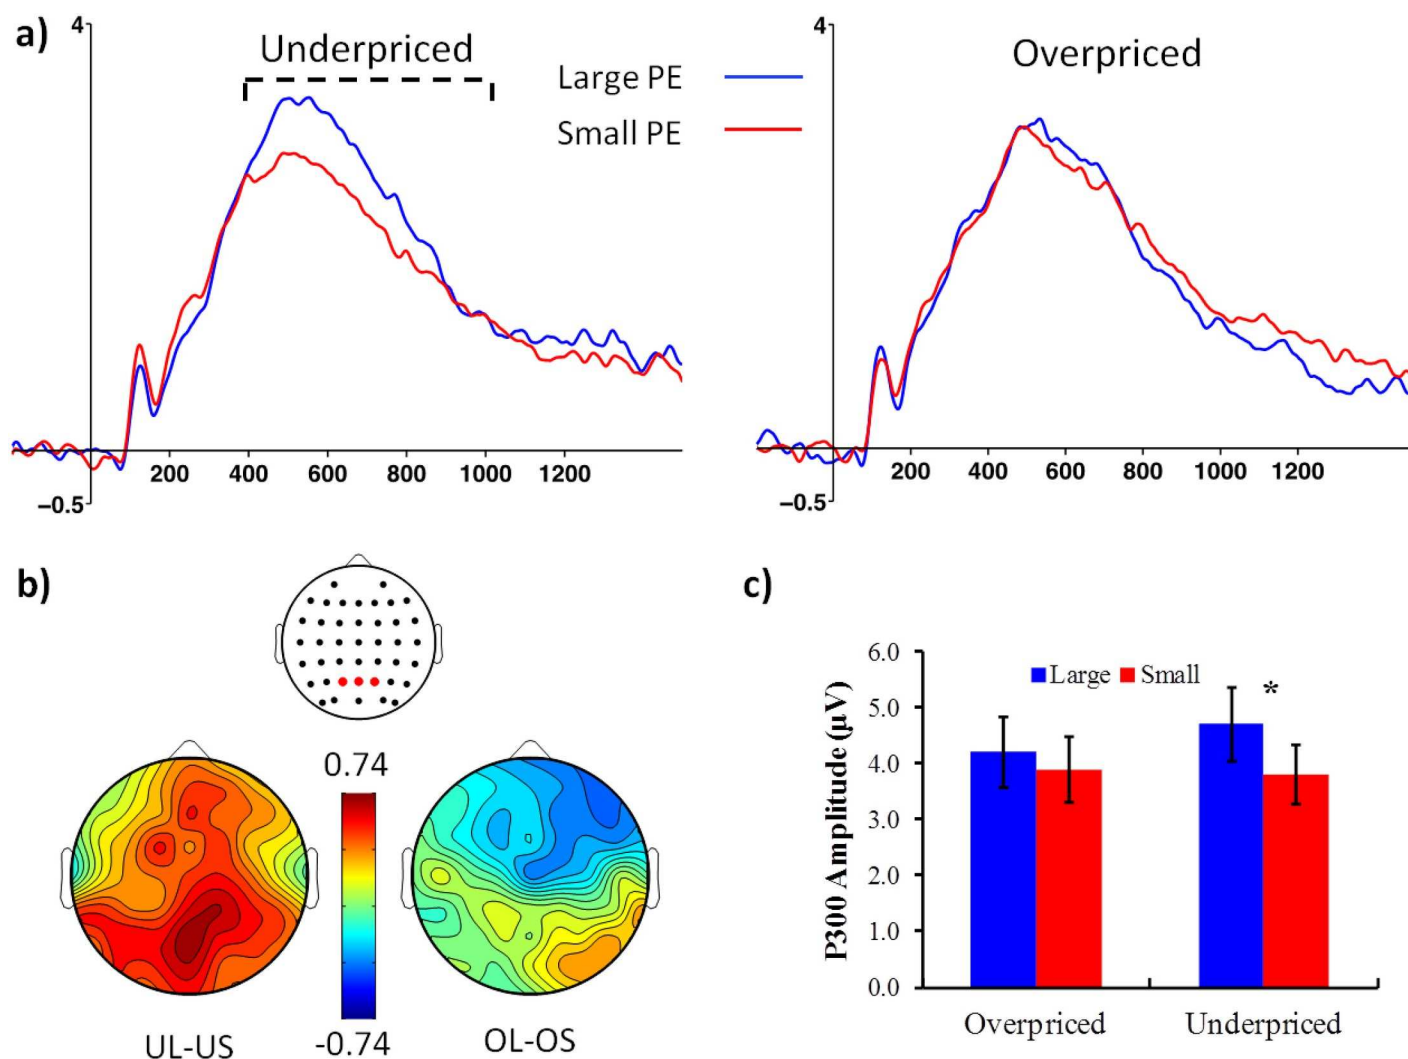 a)
4
Underpriced
Large PE
Small PE
200 400 600 800 1000 1200
−0.5
4
Overpriced
200 400 600 800 1000 1200
−0.5
b)
0.74
-0.74
UL-US
OL-OS
c)
P300 Amplitude (µV)
6.0
5.0
4.0
3.0
2.0
1.0
0.0
Large Small
*
Overpriced Underpriced